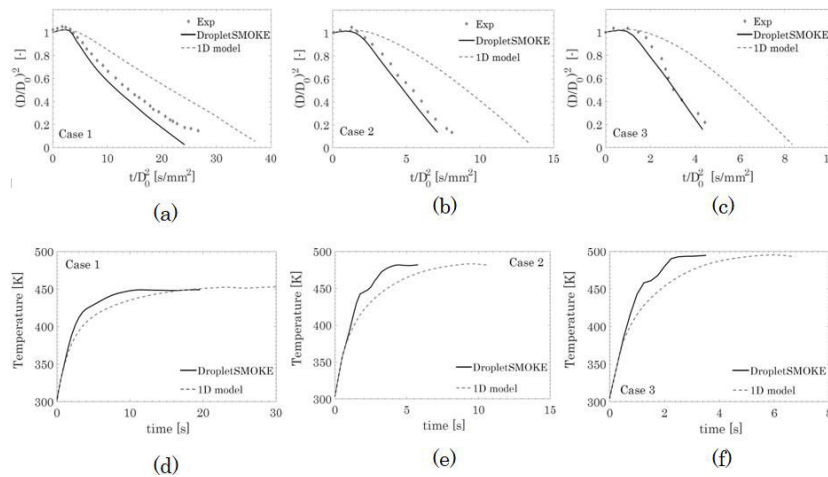 1
0.8
0.6
0.4
0.2
0
(D/D₀)² [-]
Exp
DropletSMOKE
1D model
Case 1
0 10 20 30 40
t/D₀² [s/mm²]
(a)
1
0.8
0.6
0.4
0.2
0
(D/D₀)² [-]
Exp
DropletSMOKE
1D model
Case 2
0 5 10 15
t/D₀² [s/mm²]
(b)
1
0.8
0.6
0.4
0.2
0
(D/D₀)² [-]
Exp
DropletSMOKE
1D model
Case 3
0 2 4 6 8
t/D₀² [s/mm²]
(c)
500
450
400
350
300
Temperature [K]
Case 1
DropletSMOKE
1D model
0 10 20 30
time [s]
(d)
500
450
400
350
300
Temperature [K]
Case 2
DropletSMOKE
1D model
0 5 10 15
time [s]
(e)
500
450
400
350
300
Temperature [K]
DropletSMOKE
1D model
Case 3
0 2 4 6 8
time [s]
(f)